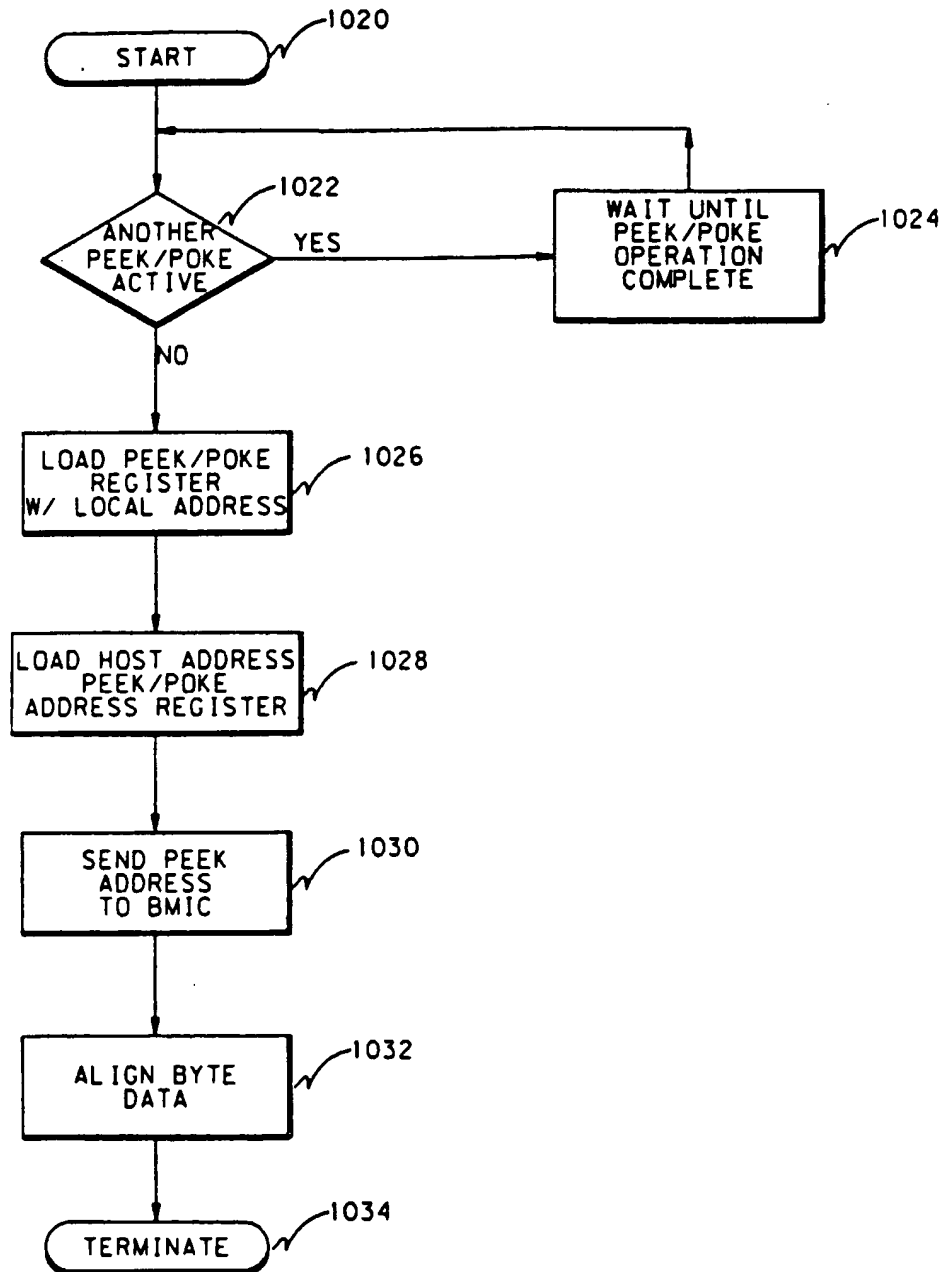 1020
START
1022
ANOTHER
PEEK/POKE
ACTIVE
YES
WAIT UNTIL
PEEK/POKE
OPERATION
COMPLETE
1024
NO
LOAD PEEK/POKE
REGISTER
W/ LOCAL ADDRESS
1026
LOAD HOST ADDRESS
PEEK/POKE
ADDRESS REGISTER
1028
SEND PEEK
ADDRESS
TO BMIC
1030
ALIGN BYTE
DATA
1032
TERMINATE
1034